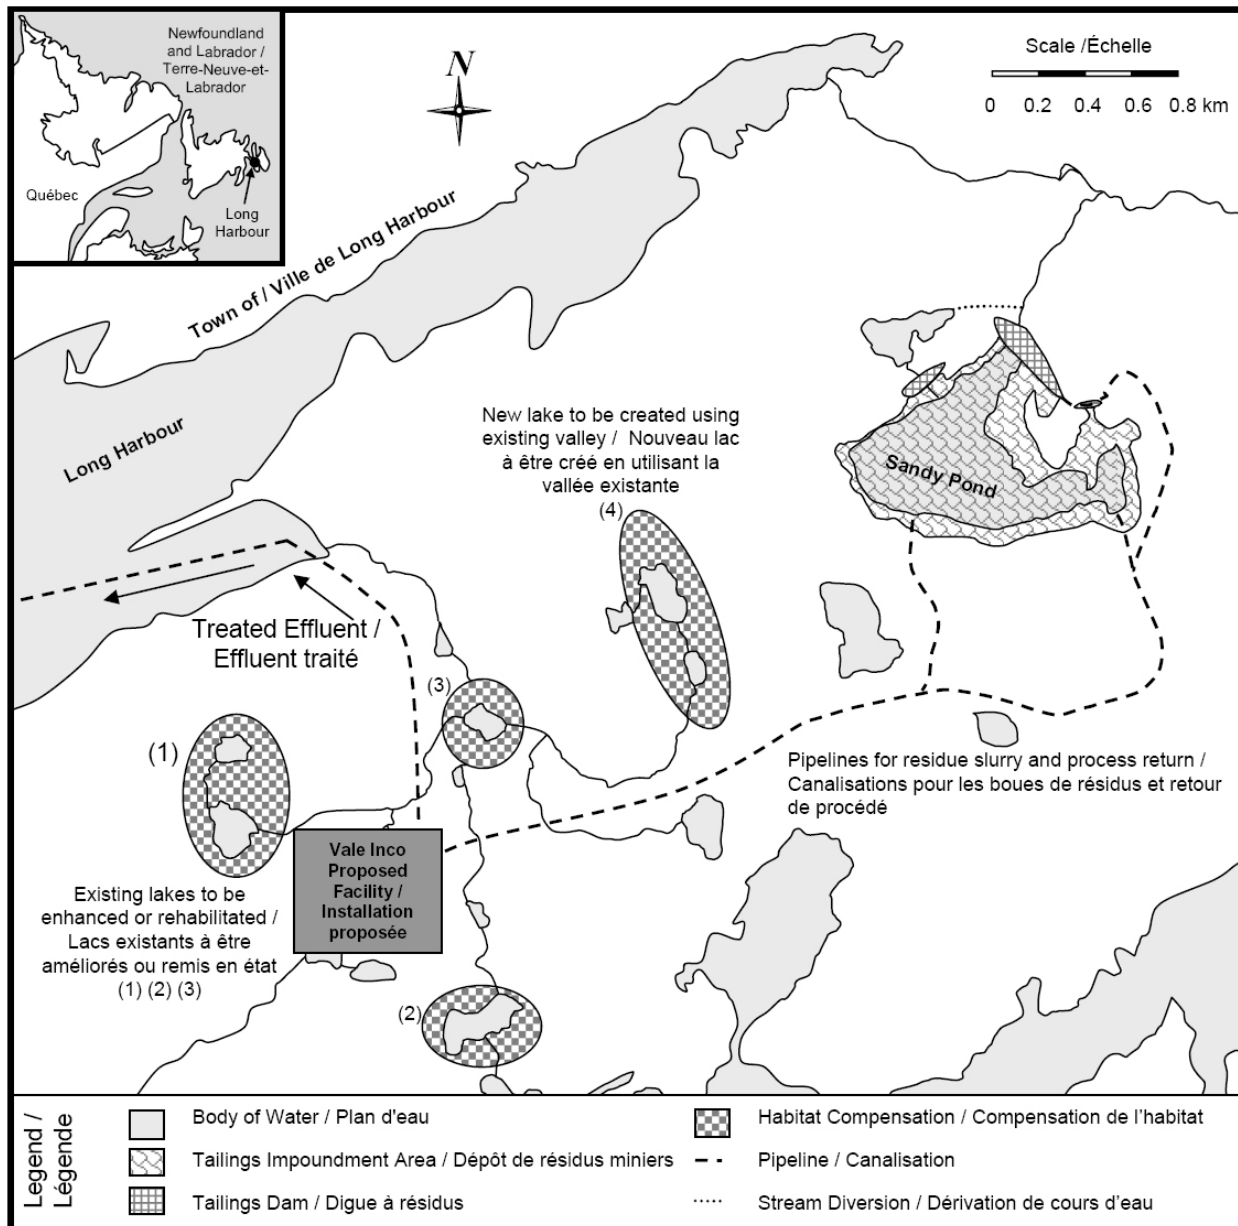 Newfoundland
and Labrador /
Terre-Neuve-et-
Labrador
Québec
Long
Harbour
N
Scale /Échelle
0 0.2 0.4 0.6 0.8 km
Town of / Ville de Long Harbour
Long Harbour
New lake to be created using
existing valley / Nouveau lac
à être créé en utilisant la
vallée existante
(4)
Sandy Pond
Treated Effluent /
Effluent traité
(3)
(1)
Pipelines for residue slurry and process return /
Canalisations pour les boues de résidus et retour
de procédé
Vale Inco
Proposed
Facility /
Installation
proposée
Existing lakes to be
enhanced or rehabilitated /
Lacs existants à être
améliorés ou remis en état
(1) (2) (3)
(2)
Legend /
Légende
Body of Water / Plan d'eau
Tailings Impoundment Area / Dépôt de résidus miniers
Tailings Dam / Digue à résidus
Habitat Compensation / Compensation de l'habitat
Pipeline / Canalisation
Stream Diversion / Dérivation de cours d'eau